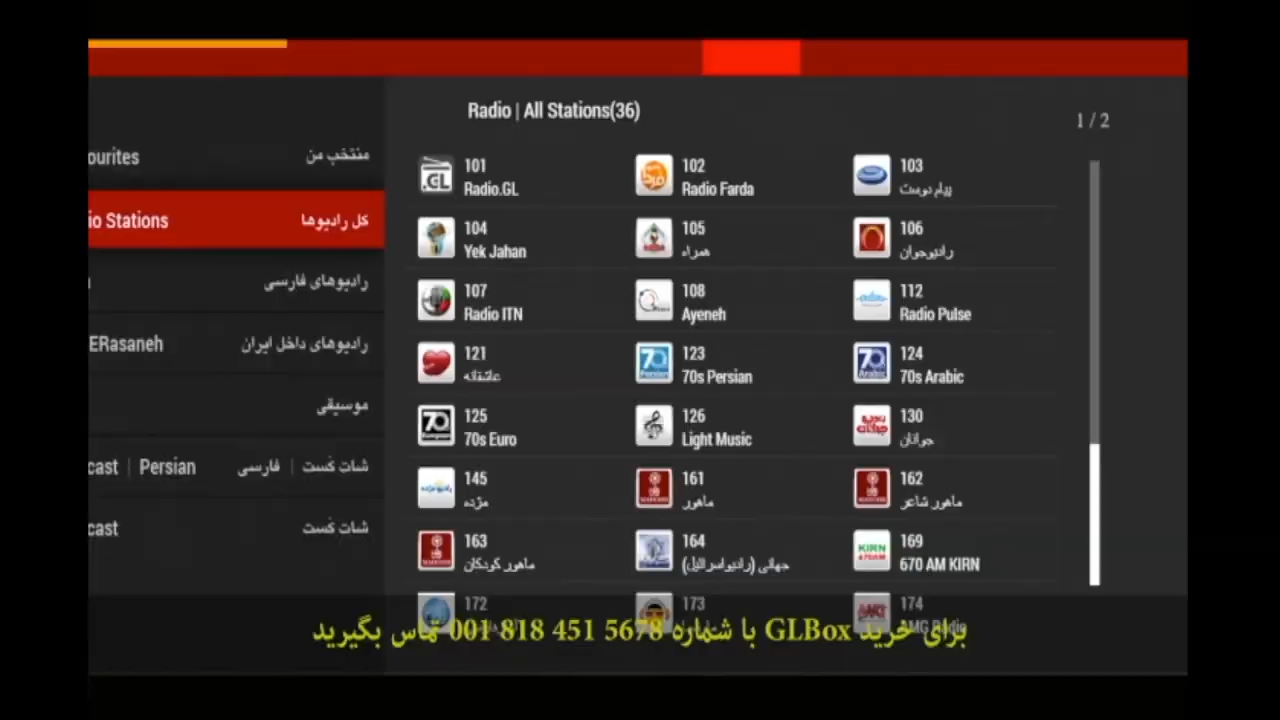 Radio | All Stations(36)
1 / 2
ourites منتخب من
io Stations کل رادیوها
رادیوهای فارسی
ERasaneh رادیوهای داخل ایران
موسیقی
cast | Persian شات کَست | فارسی
cast شات کَست
101 102 103
Radio.GL Radio Farda پیام دوست
104 105 106
Yek Jahan همراه رادیوجوان
107 108 112
Radio ITN Ayeneh Radio Pulse
121 123 124
عاشقانه 70s Persian 70s Arabic
125 126 130
70s Euro Light Music جوانان
145 161 162
مژده ماهور ماهور شاعر
163 164 169
ماهور کودکان جهانی (رادیواسرائیل) 670 AM KIRN
172 173 174
AMG Radio
برای خرید GLBox با شماره 5678 451 818 001 تماس بگیرید